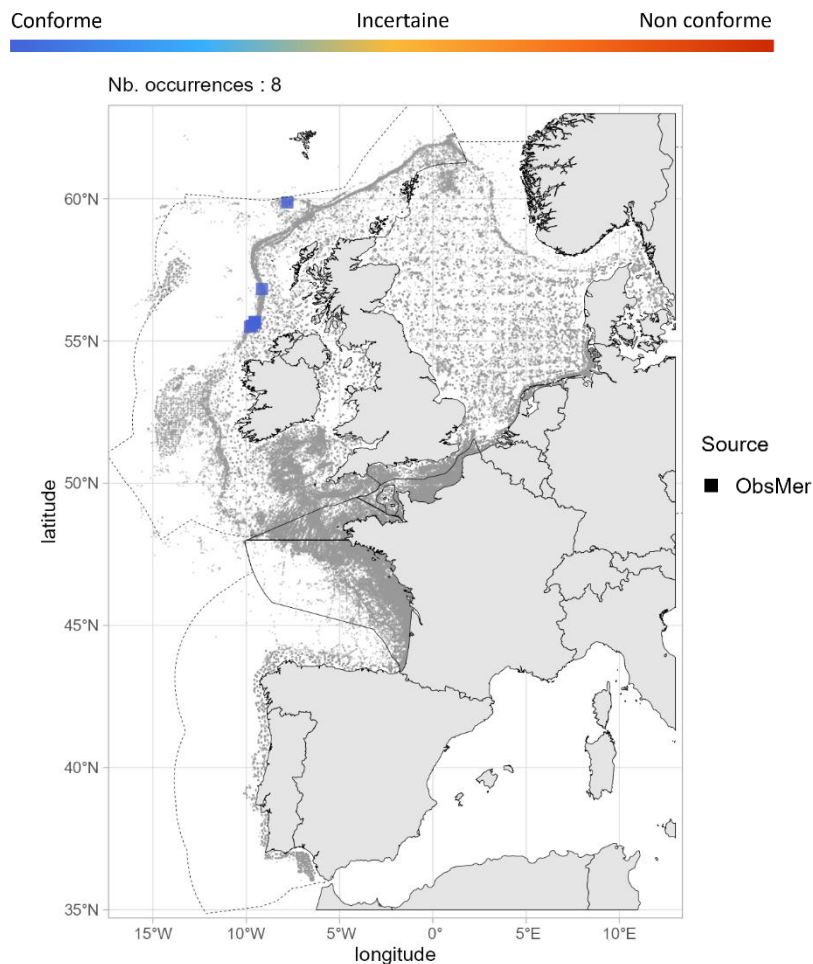 Conforme Incertaine Non conforme
Nb. occurrences : 8
60°N
55°N
50°N
45°N
40°N
35°N
latitude
15°W 10°W 5°W 0° 5°E 10°E
longitude
Source
ObsMer